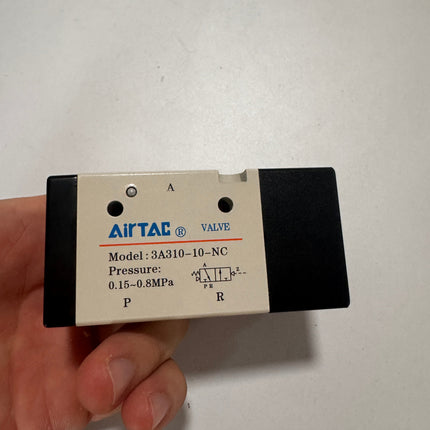 A
AirTAC ® VALVE
Model: 3A310-10-NC
Pressure:
0.15~0.8MPa
A
Z
P R
P R